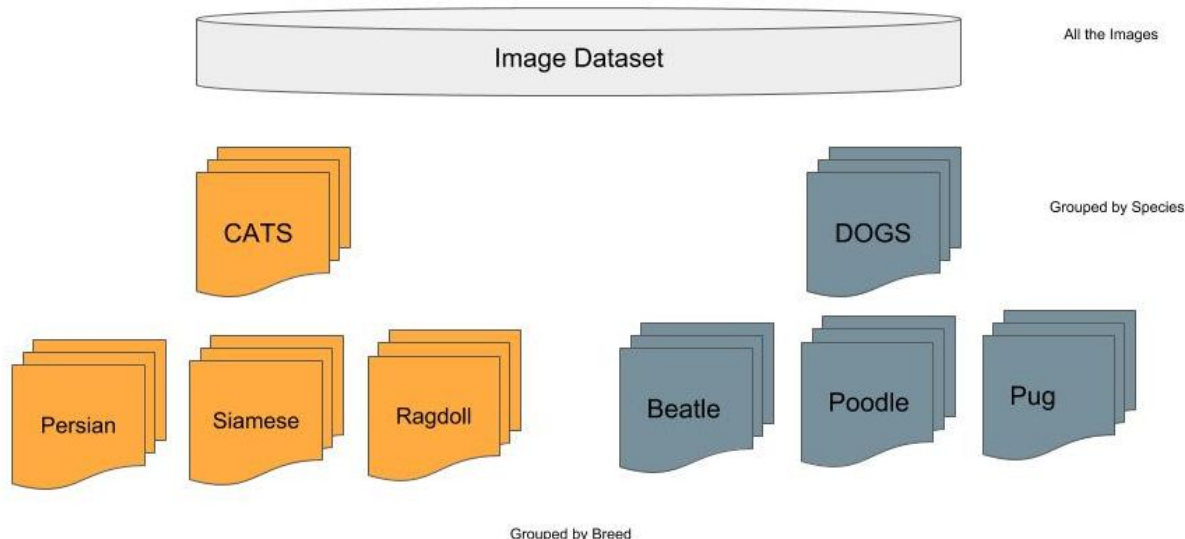 Image Dataset
All the Images
CATS
DOGS
Grouped by Species
Persian
Siamese
Ragdoll
Beatle
Poodle
Pug
Grouped by Breed